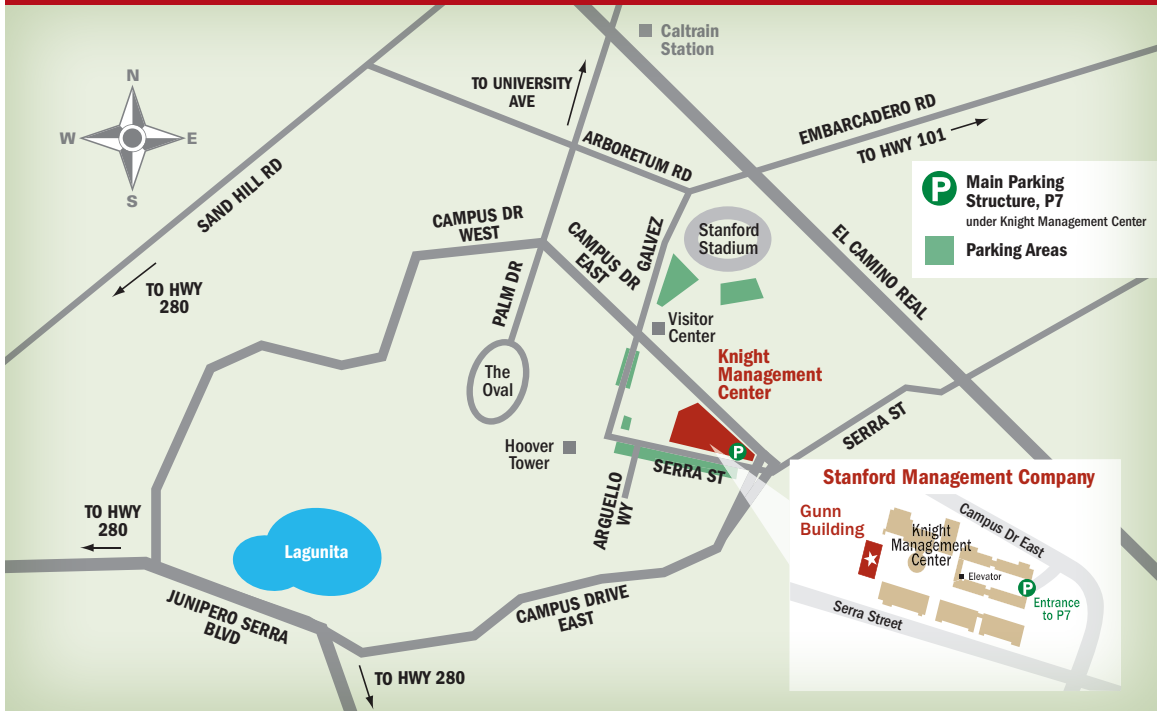 Caltrain
Station
N
W
E
S
TO UNIVERSITY
AVE
ARBORETUM RD
EMBARCADERO RD
TO HWY 101
SAND HILL RD
TO HWY
280
CAMPUS DR
WEST
CAMPUS DR
EAST
PALM DR
GALVEZ
Stanford
Stadium
EL CAMINO REAL
P
Main Parking
Structure, P7
under Knight Management Center
Parking Areas
Visitor
Center
Knight
Management
Center
The
Oval
Hoover
Tower
P
SERRA ST
SERRA ST
ARGUELLO
WY
TO HWY
280
Lagunita
JUNIPERO SERRA
BLVD
CAMPUS DRIVE
EAST
TO HWY 280
Stanford Management Company
Gunn
Building
Knight
Management
Center
Campus Dr East
Elevator
P
Entrance
to P7
Serra Street